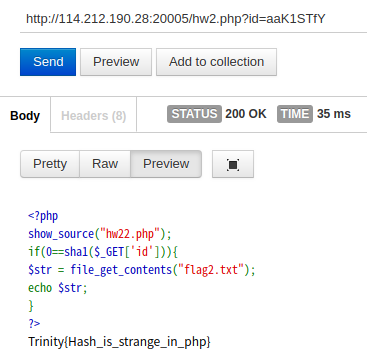 http://114.212.190.28:20005/hw2.php?id=aaK1STfY
Send Preview Add to collection
Body Headers (8) STATUS 200 OK TIME 35 ms
Pretty Raw Preview
<?php
show_source("hw22.php");
if(0==sha1($_GET['id'])){
$str = file_get_contents("flag2.txt");
echo $str;
}
?>
Trinity{Hash_is_strange_in_php}